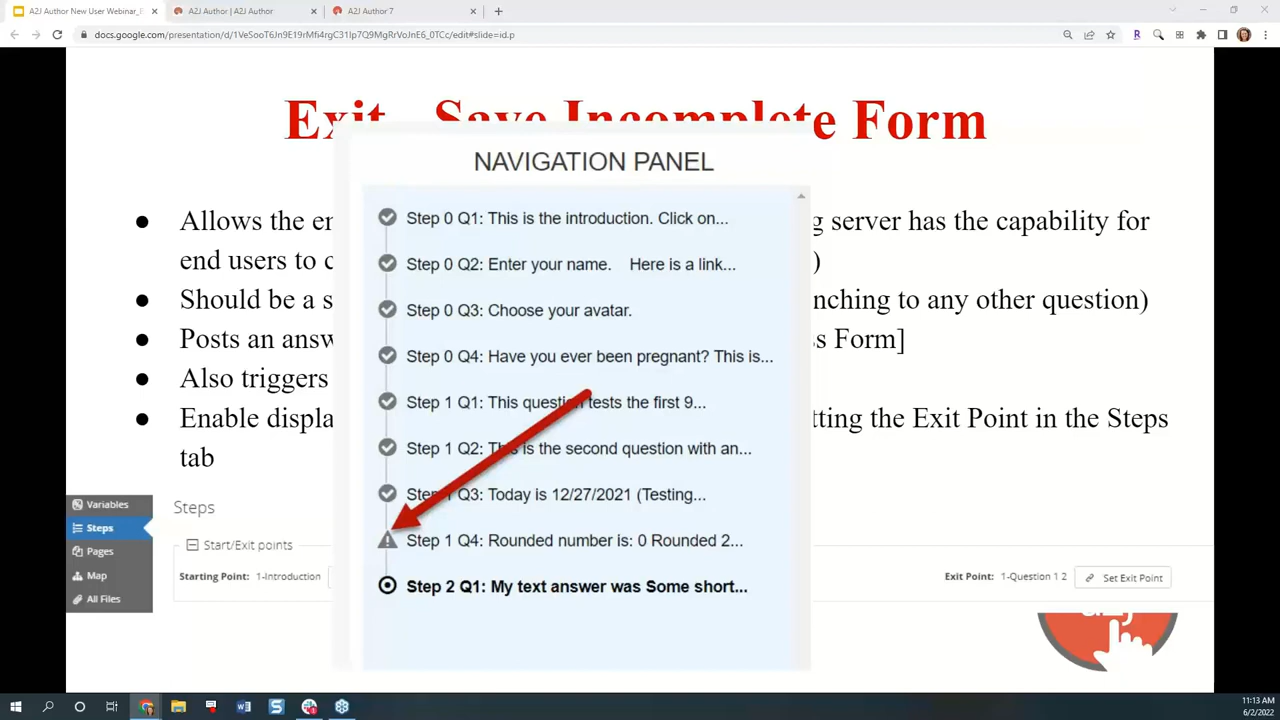 A2J Author New User Webinar_
A2J Author | A2J Author
A2J Author 7
docs.google.com/presentation/d/1VeSooT6Jn9E19rMfi4rgC31Ip7Q9MgRrVoJnE6_0TCc/edit#slide=id.p
Exit - Save Incomplete Form
NAVIGATION PANEL
Step 0 Q1: This is the introduction. Click on...
Step 0 Q2: Enter your name. Here is a link...
Step 0 Q3: Choose your avatar.
Step 0 Q4: Have you ever been pregnant? This is...
Step 1 Q1: This question tests the first 9...
Step 1 Q2: This is the second question with an...
Step 1 Q3: Today is 12/27/2021 (Testing...
Step 1 Q4: Rounded number is: 0 Rounded 2...
Step 2 Q1: My text answer was Some short...
Allows the en g server has the capability for
end users to c )
Should be a s nching to any other question)
Posts an answ s Form]
Also triggers
Enable displa tting the Exit Point in the Steps
tab
Variables
Steps
Pages
Map
All Files
Steps
Start/Exit points
Starting Point: 1-Introduction
Exit Point: 1-Question 1 2
Set Exit Point
11:13 AM
6/2/2022